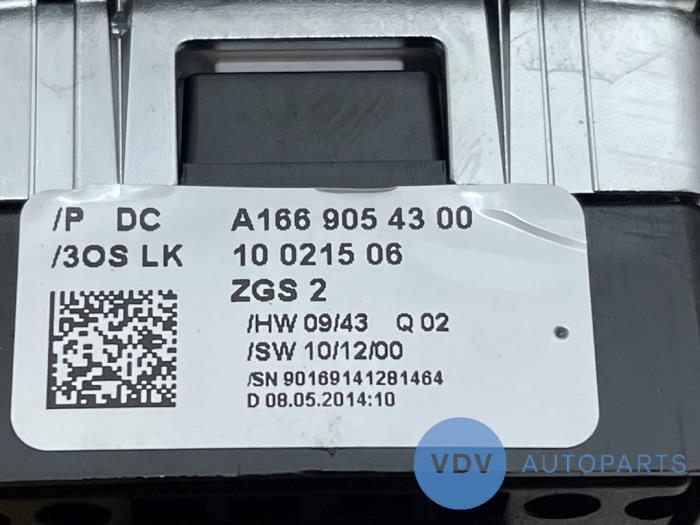 /P DC A166 905 43 00
/3OS LK 10 0215 06
ZGS 2
/HW 09/43 Q 02
/SW 10/12/00
/SN 90169141281464
D 08.05.2014:10
VDV AUTOPARTS